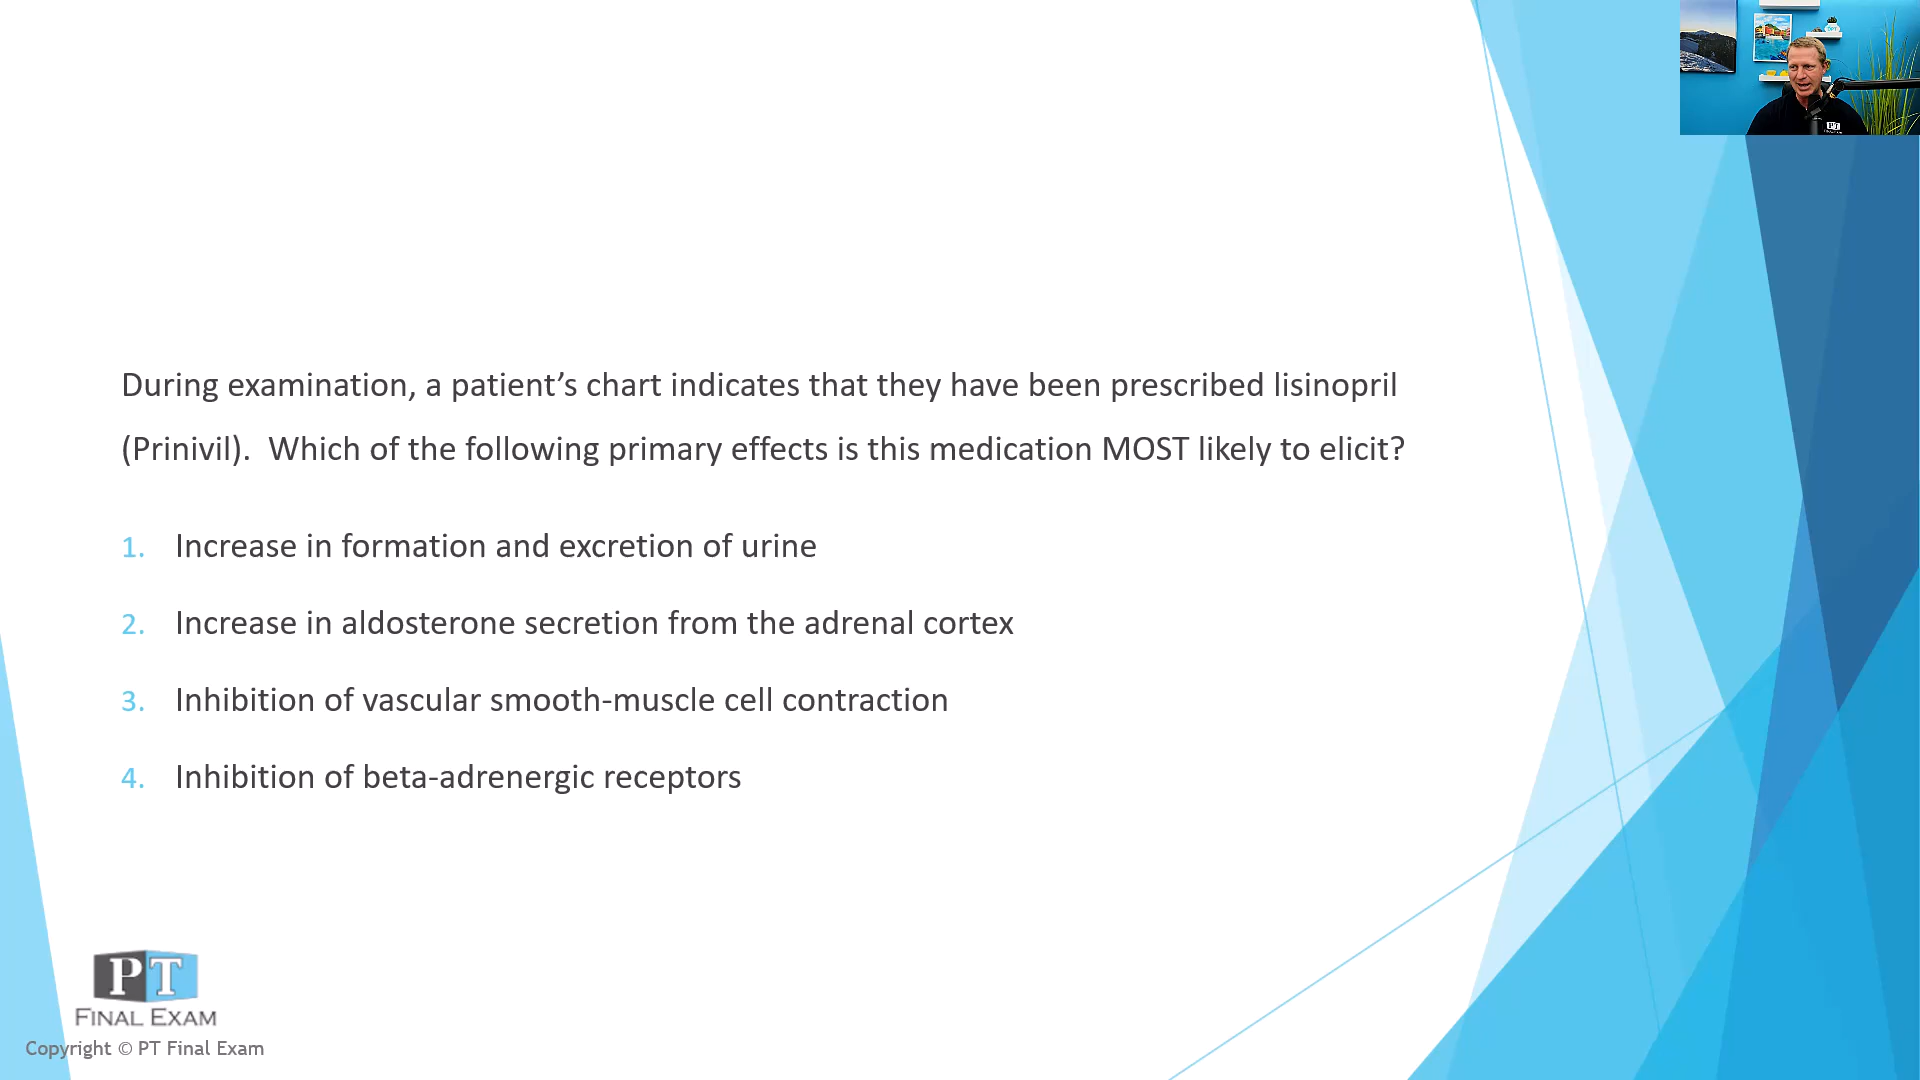 During examination, a patient’s chart indicates that they have been prescribed lisinopril
(Prinivil).  Which of the following primary effects is this medication MOST likely to elicit?
1. Increase in formation and excretion of urine
2. Increase in aldosterone secretion from the adrenal cortex
3. Inhibition of vascular smooth-muscle cell contraction
4. Inhibition of beta-adrenergic receptors
PT
FINAL EXAM
Copyright © PT Final Exam